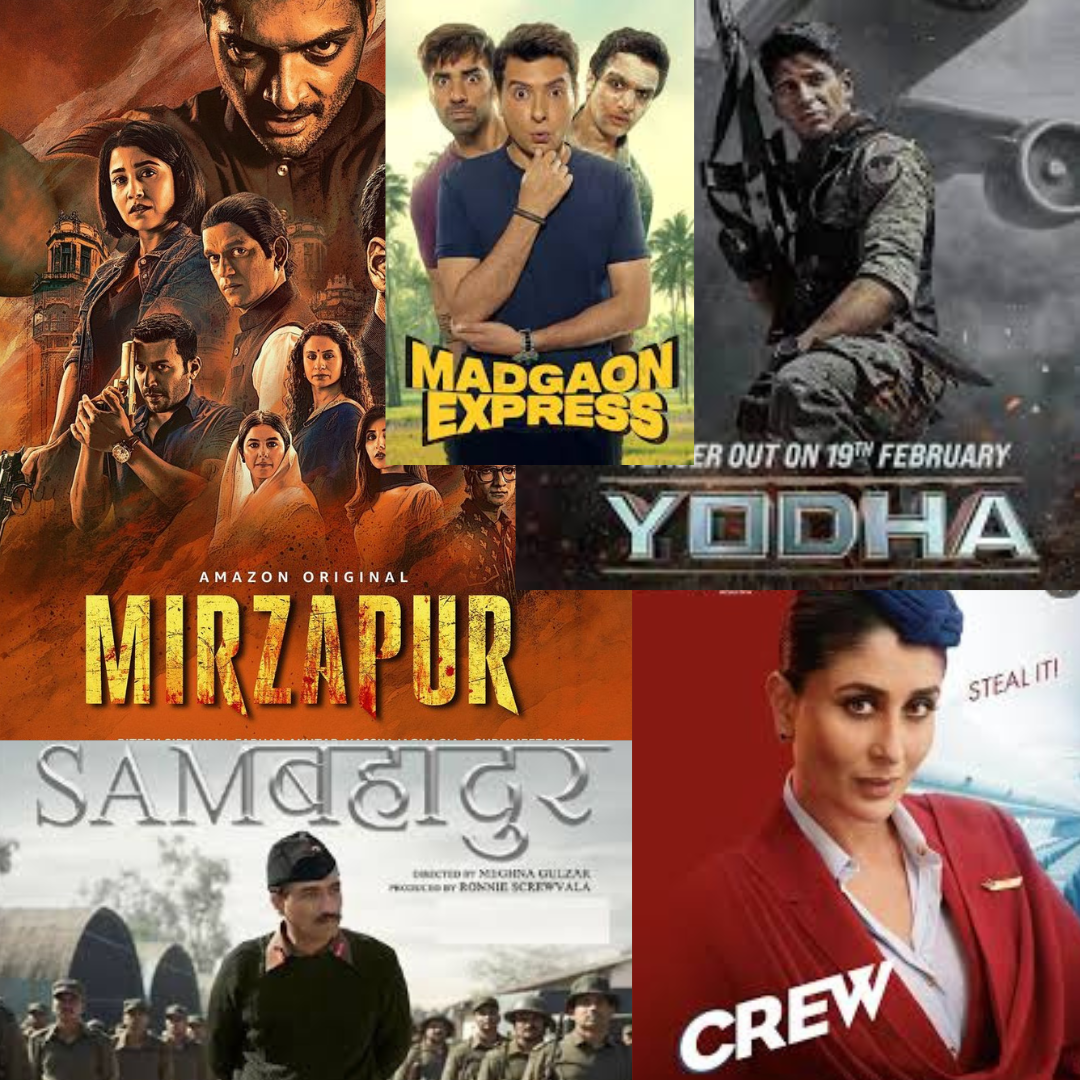 MADGAON
EXPRESS
ER OUT ON 19TH FEBRUARY
YODHA
AMAZON ORIGINAL
MIRZAPUR
STEAL IT!
CREW
SAMबहादुर
DIRECTED BY MEGHNA GULZAR
PRODUCED BY RONNIE SCREWVALA